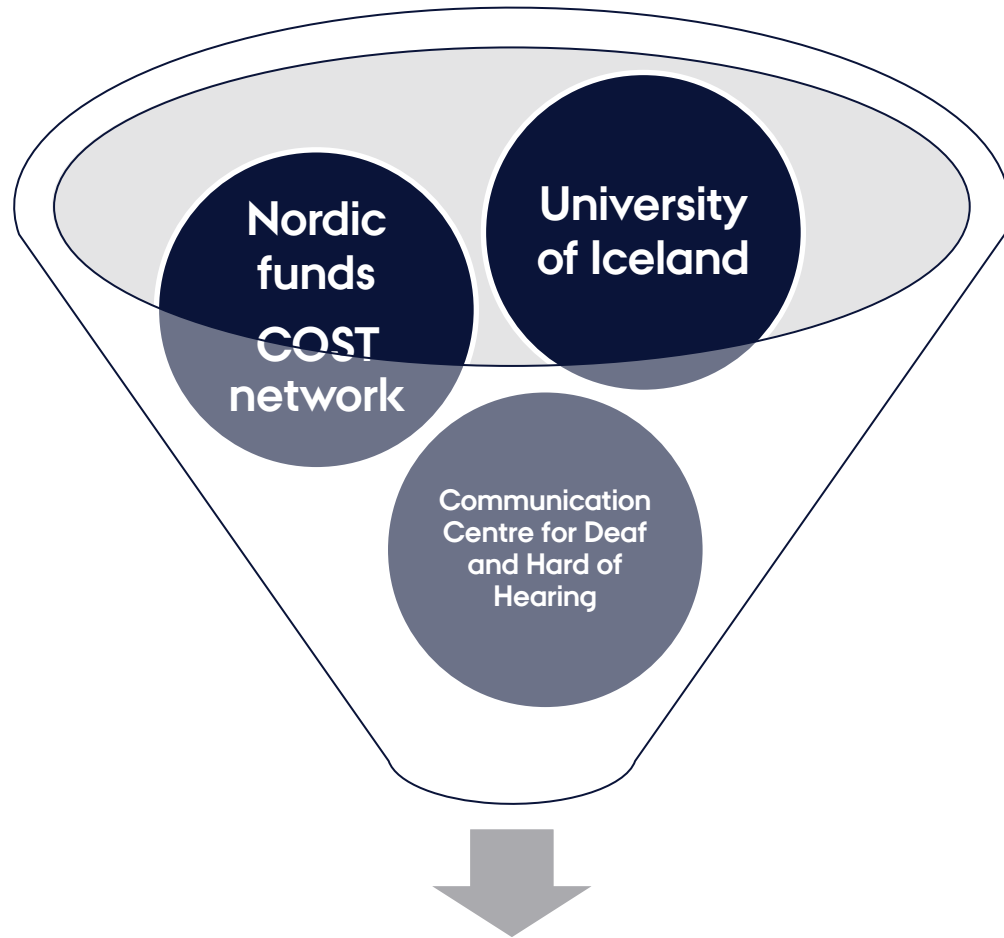 Nordic
funds
COST
network
University
of Iceland
Communication
Centre for Deaf
and Hard of
Hearing